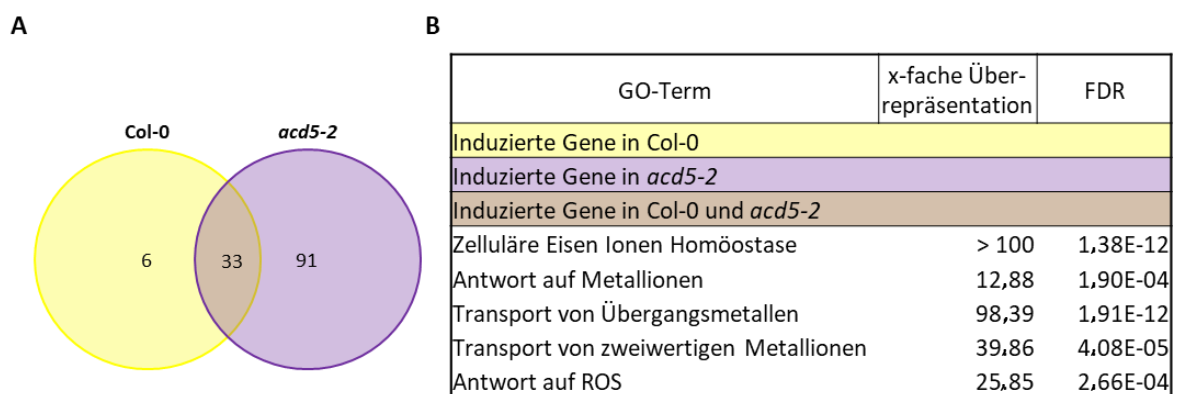 A
B
Col-0
acd5-2
6
33
91
GO-Term
x-fache Über-
repräsentation
FDR
Induzierte Gene in Col-0
Induzierte Gene in acd5-2
Induzierte Gene in Col-0 und acd5-2
Zelluläre Eisen Ionen Homöostase > 100 1,38E-12
Antwort auf Metallionen 12,88 1,90E-04
Transport von Übergangsmetallen 98,39 1,91E-12
Transport von zweiwertigen Metallionen 39,86 4,08E-05
Antwort auf ROS 25,85 2,66E-04